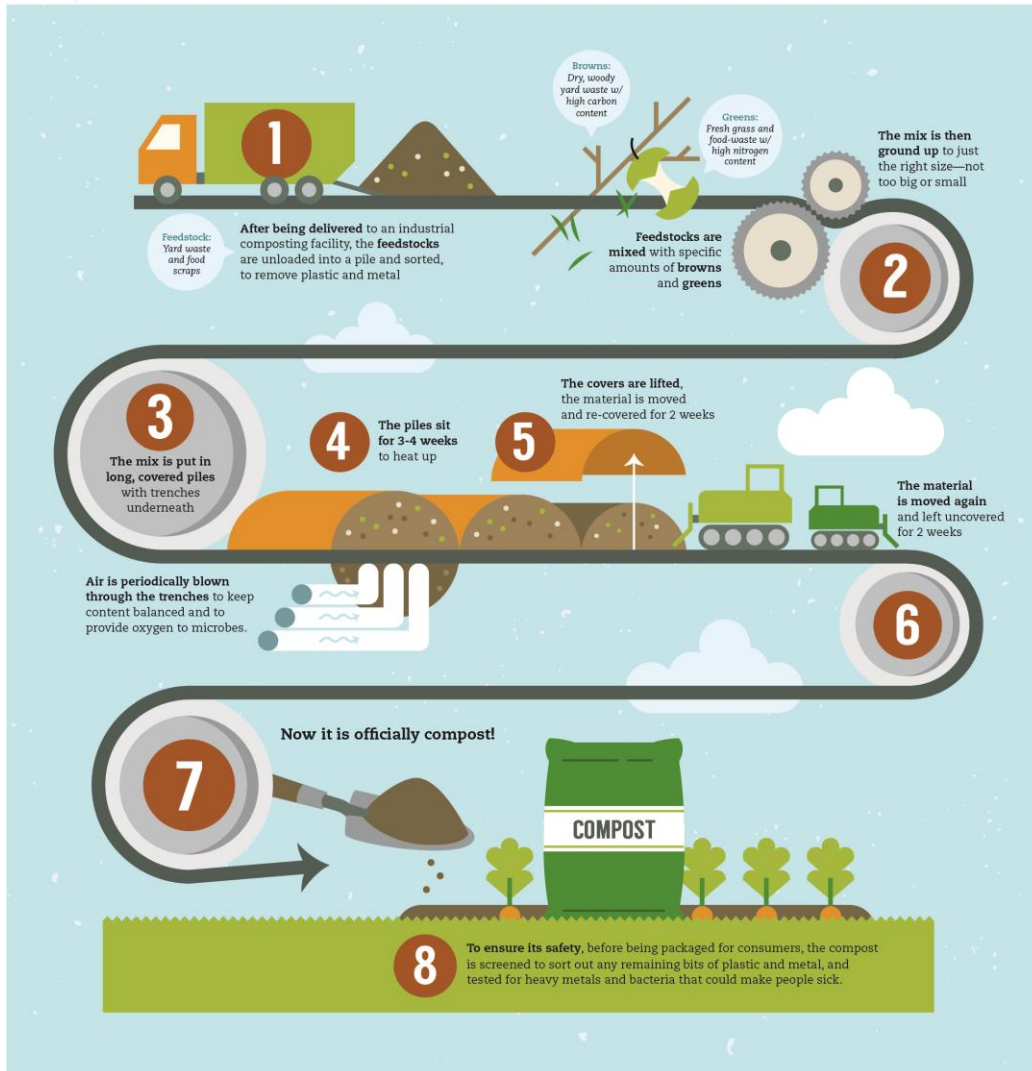 1
Feedstock:
Yard waste
and food
scraps
After being delivered to an industrial
composting facility, the feedstocks
are unloaded into a pile and sorted,
to remove plastic and metal
Browns:
Dry, woody
yard waste w/
high carbon
content
Greens:
Fresh grass and
food-waste w/
high nitrogen
content
Feedstocks are
mixed with specific
amounts of browns
and greens
The mix is then
ground up to just
the right size—not
too big or small
2
3
The mix is put in
long, covered piles
with trenches
underneath
4
The piles sit
for 3-4 weeks
to heat up
5
The covers are lifted,
the material is moved
and re-covered for 2 weeks
The material
is moved again
and left uncovered
for 2 weeks
Air is periodically blown
through the trenches to keep
content balanced and to
provide oxygen to microbes.
6
7
Now it is officially compost!
COMPOST
8
To ensure its safety, before being packaged for consumers, the compost
is screened to sort out any remaining bits of plastic and metal, and
tested for heavy metals and bacteria that could make people sick.